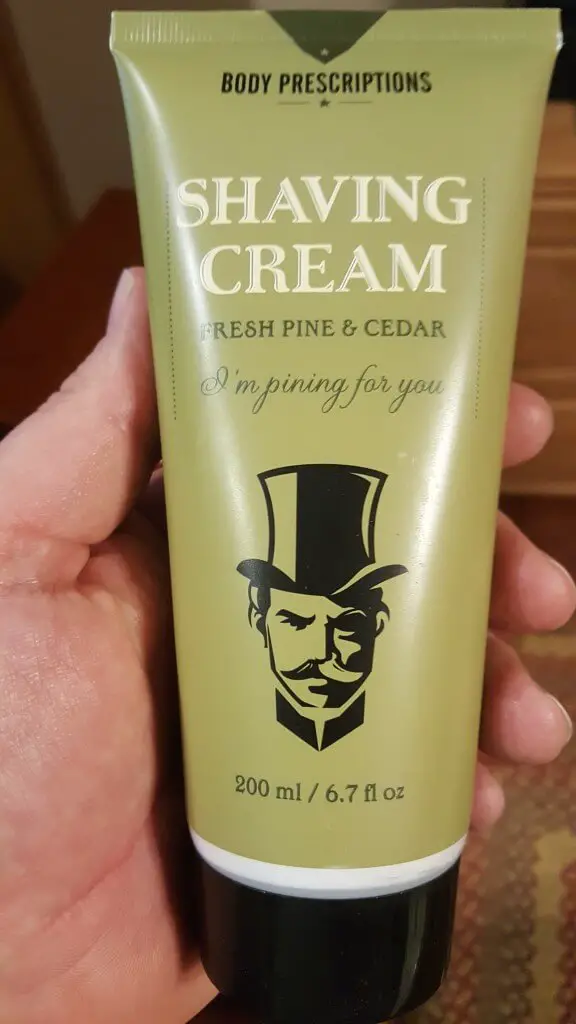 BODY PRESCRIPTIONS
SHAVING
CREAM
FRESH PINE & CEDAR
I'm pining for you
200 ml / 6.7 fl oz